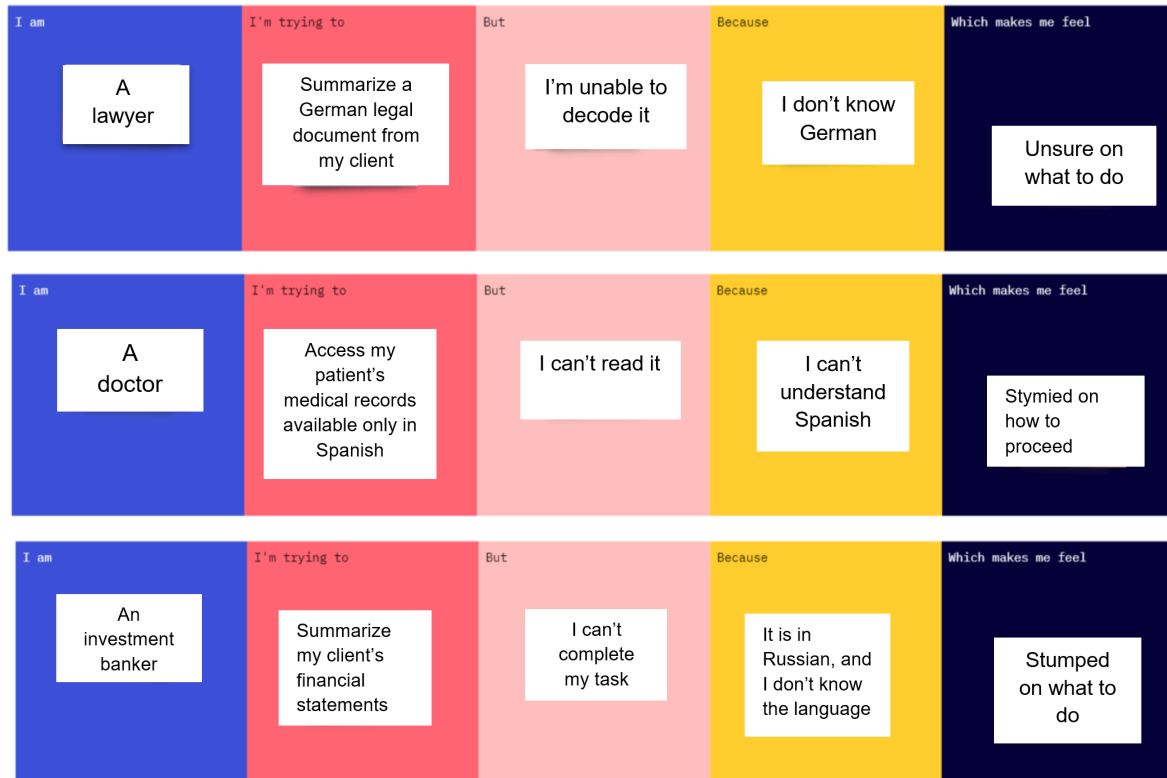 I am
I'm trying to
But
Because
Which makes me feel
A
lawyer
Summarize a
German legal
document from
my client
I’m unable to
decode it
I don’t know
German
Unsure on
what to do
I am
I'm trying to
But
Because
Which makes me feel
A
doctor
Access my
patient’s
medical records
available only in
Spanish
I can’t read it
I can’t
understand
Spanish
Stymied on
how to
proceed
I am
I'm trying to
But
Because
Which makes me feel
An
investment
banker
Summarize
my client’s
financial
statements
I can’t
complete
my task
It is in
Russian, and
I don’t know
the language
Stumped
on what to
do